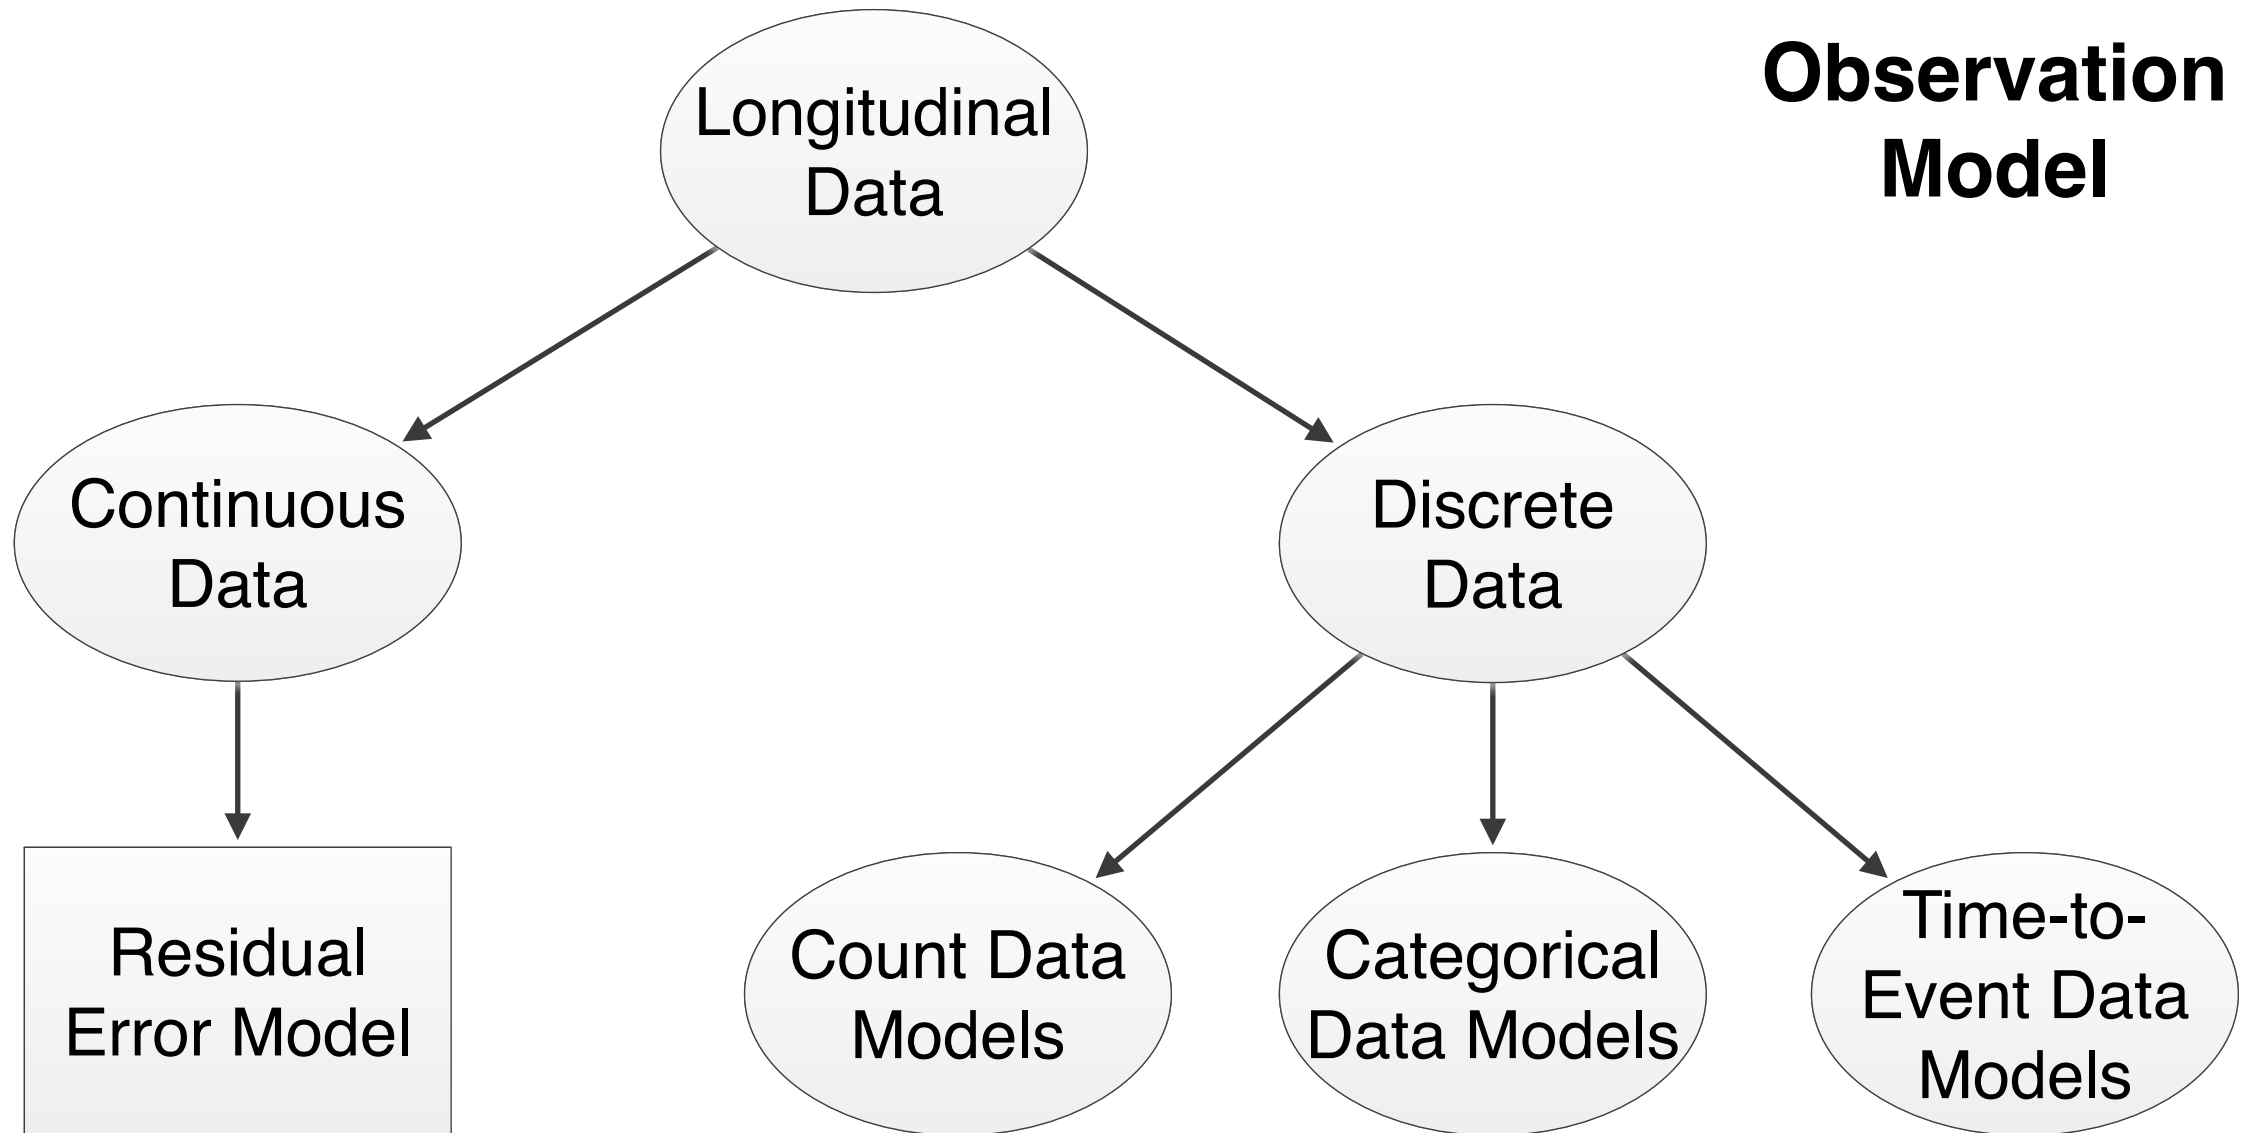 Observation
Model
Longitudinal
Data
Continuous
Data
Discrete
Data
Residual
Error Model
Count Data
Models
Categorical
Data Models
Time-to-
Event Data
Models